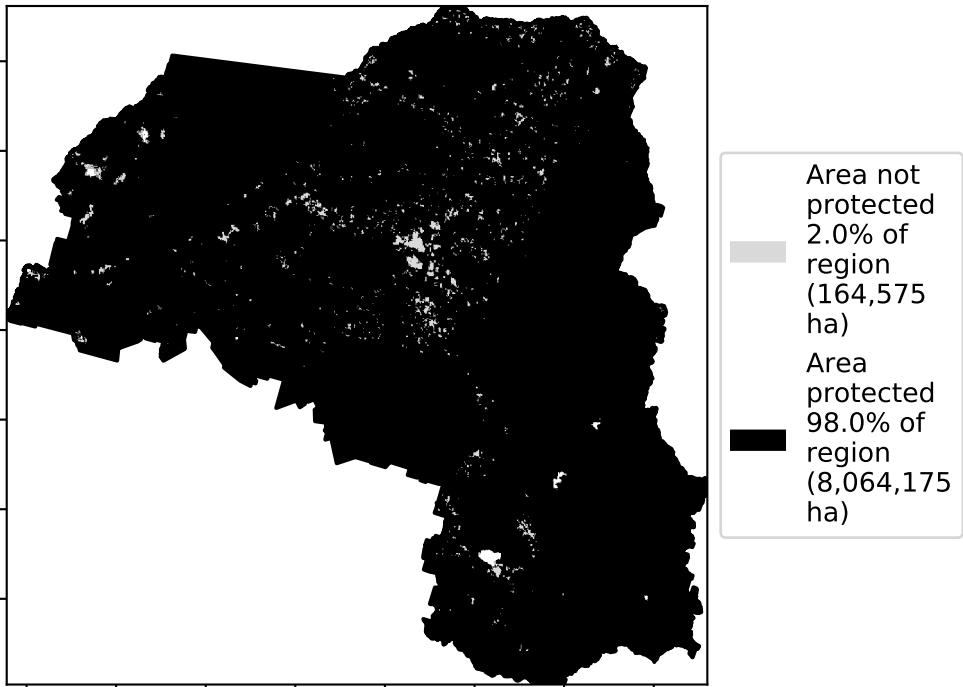 Area not
protected
2.0% of
region
(164,575
ha)
Area
protected
98.0% of
region
(8,064,175
ha)